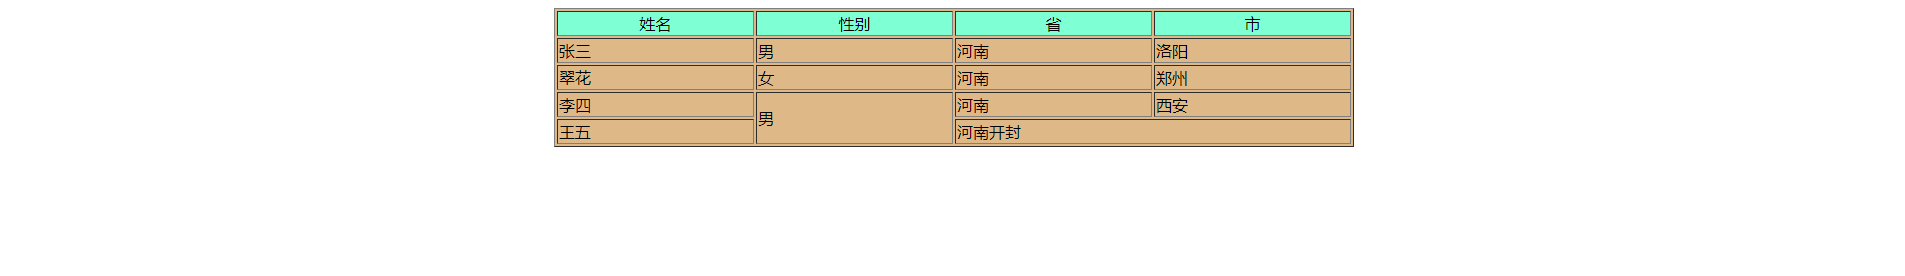 姓名 性别 省 市
张三 男 河南 洛阳
翠花 女 河南 郑州
李四 男 河南 西安
王五 河南开封